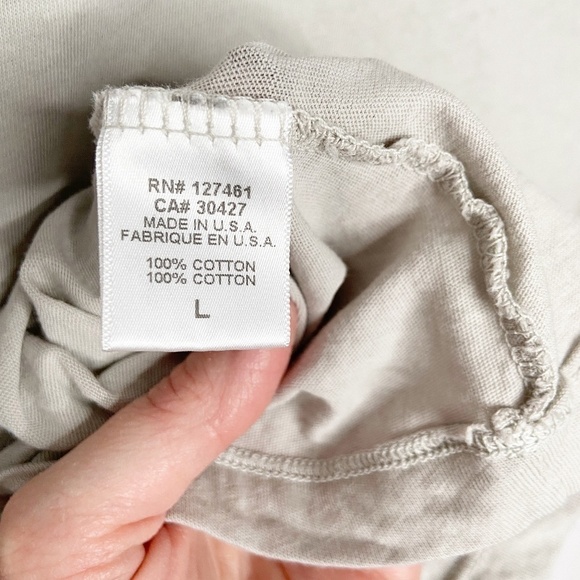 RN# 127461
CA# 30427
MADE IN U.S.A.
FABRIQUE EN U.S.A.
100% COTTON
100% COTTON
L